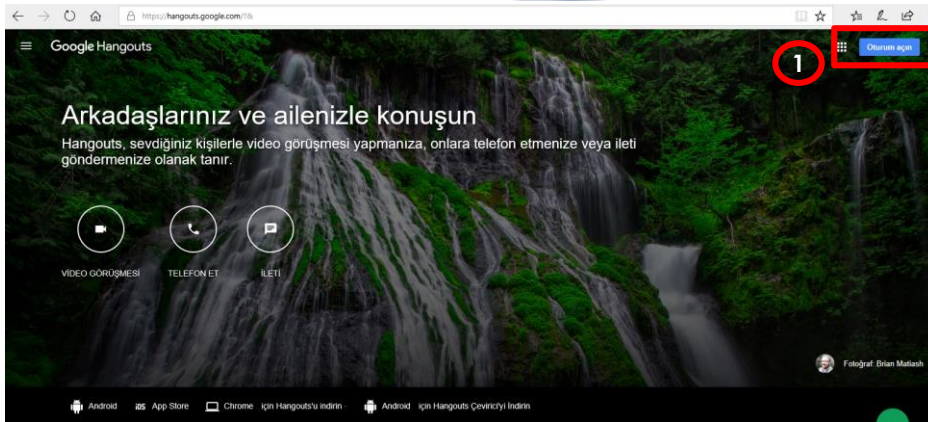 https://hangouts.google.com/?hl
Google Hangouts
Oturum açın
1
Arkadaşlarınız ve ailenizle konuşun
Hangouts, sevdiğiniz kişilerle video görüşmesi yapmanıza, onlara telefon etmenize veya ileti
göndermenize olanak tanır.
VİDEO GÖRÜŞMESİ TELEFON ET İLETİ
Fotoğraf: Brian Matiash
Android iOS App Store Chrome için Hangouts'u indirin · Android için Hangouts Çevirici'yi İndirin